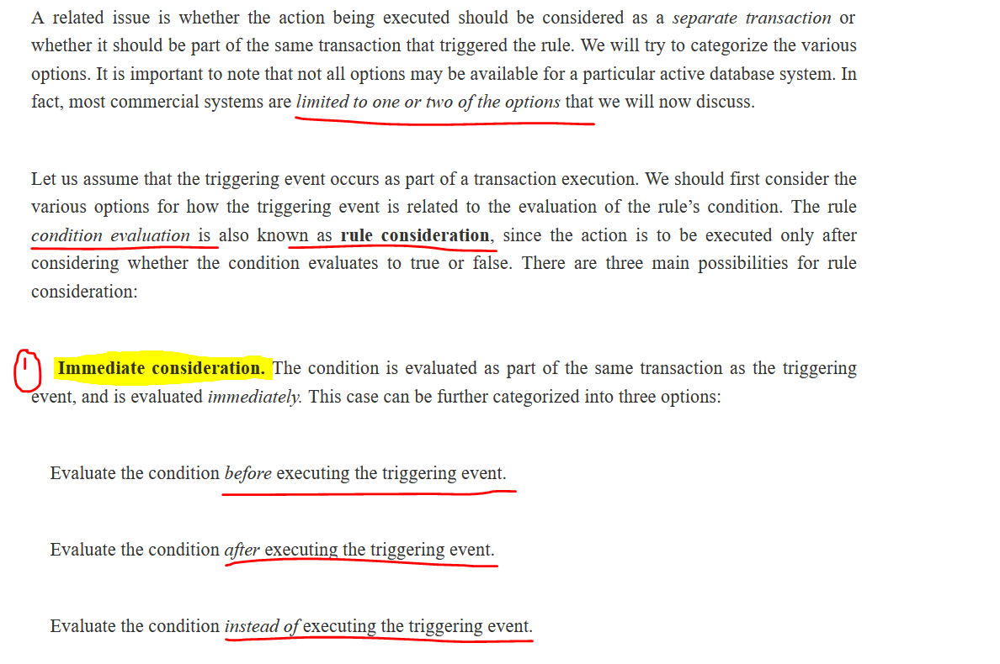 A related issue is whether the action being executed should be considered as a separate transaction or
whether it should be part of the same transaction that triggered the rule. We will try to categorize the various
options. It is important to note that not all options may be available for a particular active database system. In
fact, most commercial systems are limited to one or two of the options that we will now discuss.
Let us assume that the triggering event occurs as part of a transaction execution. We should first consider the
various options for how the triggering event is related to the evaluation of the rule’s condition. The rule
condition evaluation is also known as rule consideration, since the action is to be executed only after
considering whether the condition evaluates to true or false. There are three main possibilities for rule
consideration:
1 Immediate consideration. The condition is evaluated as part of the same transaction as the triggering
event, and is evaluated immediately. This case can be further categorized into three options:
Evaluate the condition before executing the triggering event.
Evaluate the condition after executing the triggering event.
Evaluate the condition instead of executing the triggering event.